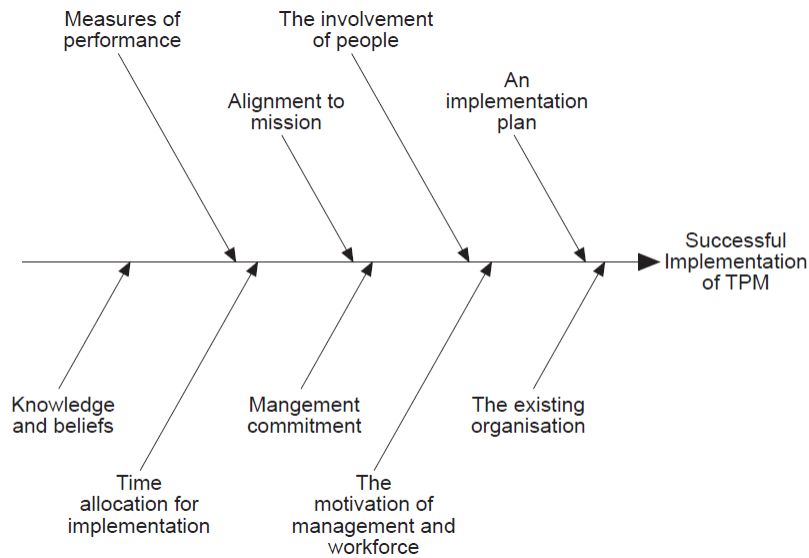 Measures of
performance
The involvement
of people
Alignment to
mission
An
implementation
plan
Successful
Implementation
of TPM
Knowledge
and beliefs
Mangement
commitment
The existing
organisation
Time
allocation for
implementation
The
motivation of
management and
workforce